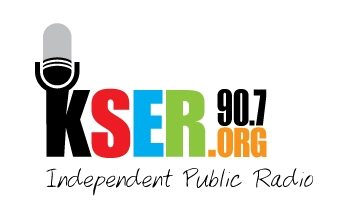 KSER 90.7
.ORG
Independent Public Radio